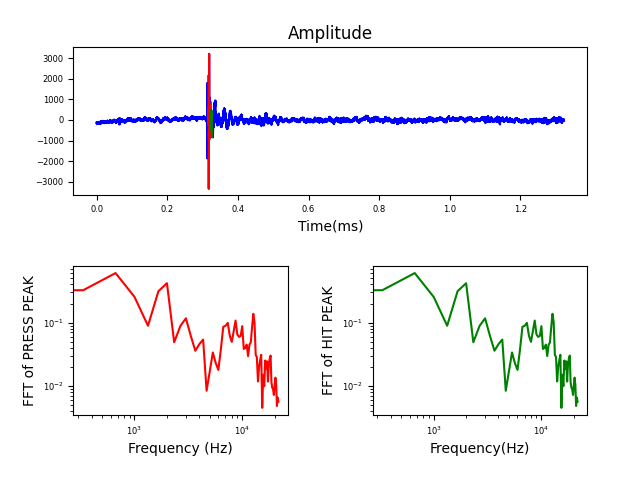 Amplitude
3000
2000
1000
0
−1000
−2000
−3000
0.0 0.2 0.4 0.6 0.8 1.0 1.2
Time(ms)
FFT of PRESS PEAK
10⁻¹
10⁻²
10³ 10⁴
Frequency (Hz)
FFT of HIT PEAK
10⁻¹
10⁻²
10³ 10⁴
Frequency(Hz)